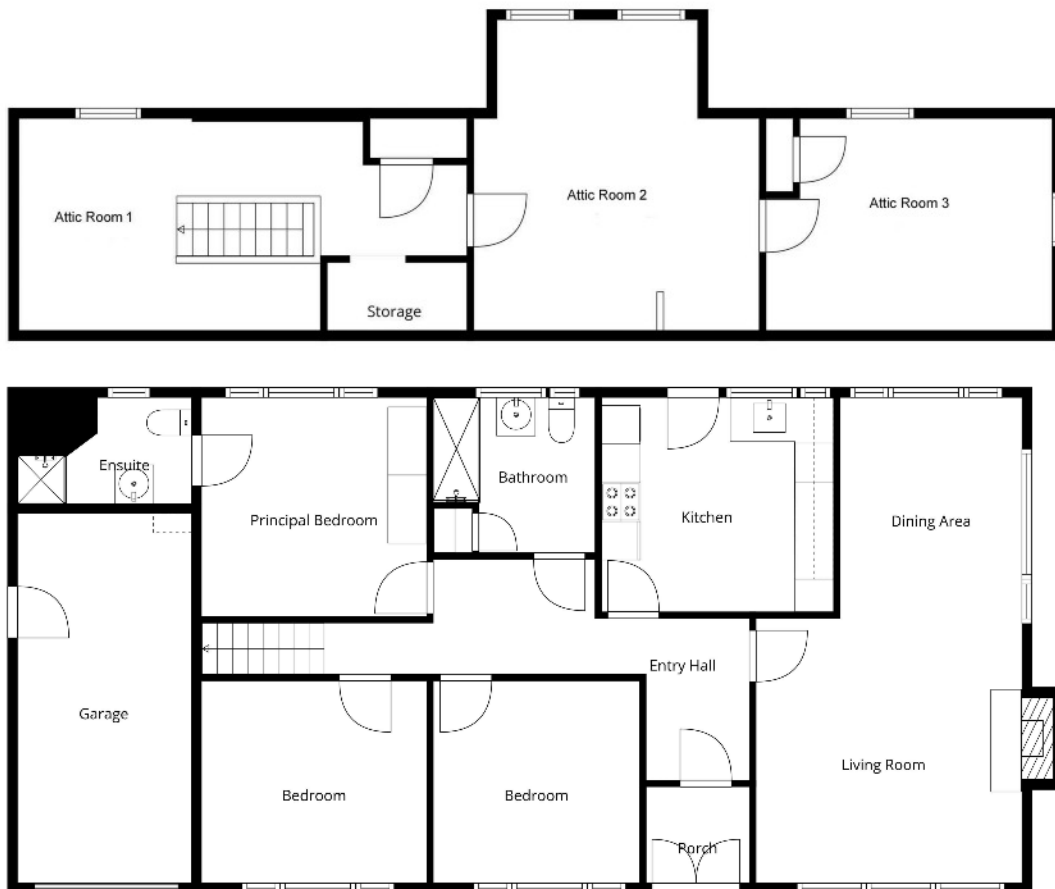 Attic Room 1
Attic Room 2
Attic Room 3
Storage
Ensuite
Principal Bedroom
Bathroom
Kitchen
Dining Area
Entry Hall
Garage
Living Room
Bedroom
Bedroom
Porch